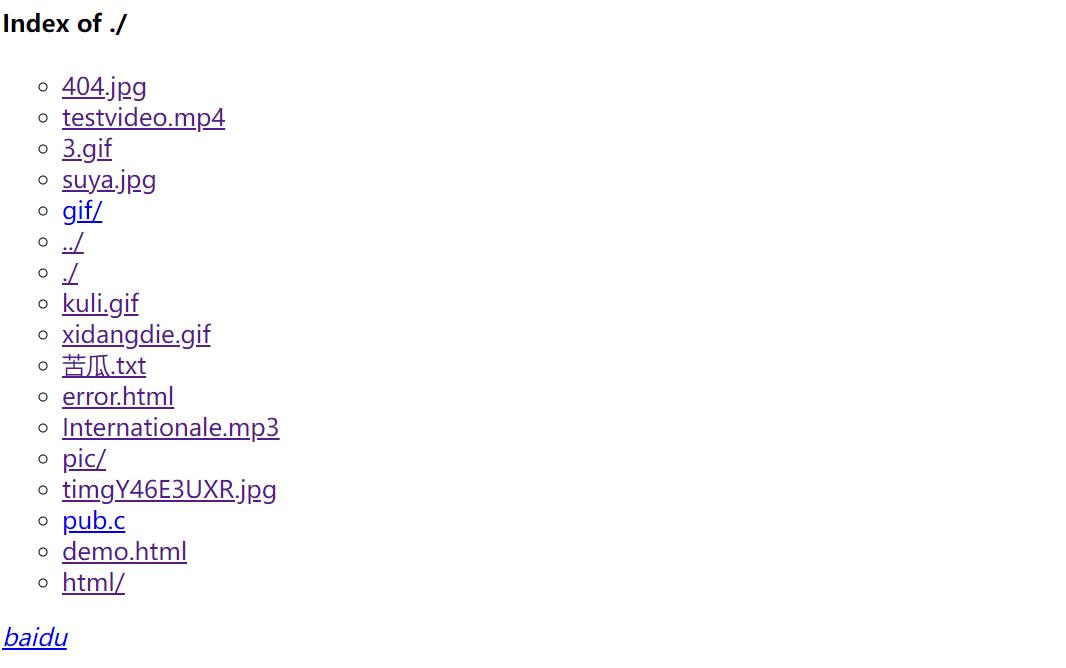 Index of ./
404.jpg
testvideo.mp4
3.gif
suya.jpg
gif/
../
./
kuli.gif
xidangdie.gif
苦瓜.txt
error.html
Internationale.mp3
pic/
timgY46E3UXR.jpg
pub.c
demo.html
html/
baidu